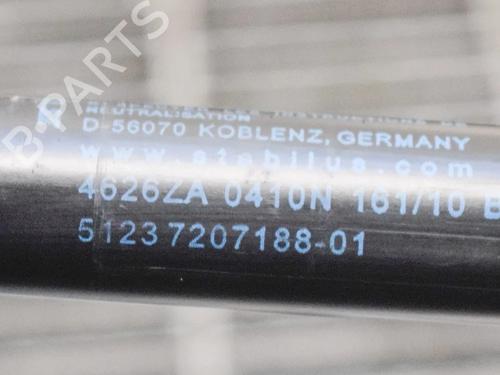 B-PARTS
NEUTRALISATION
D-56070 KOBLENZ, GERMANY
www.stabilus.com
4626ZA 0410N 161/10 B
51237207188-01